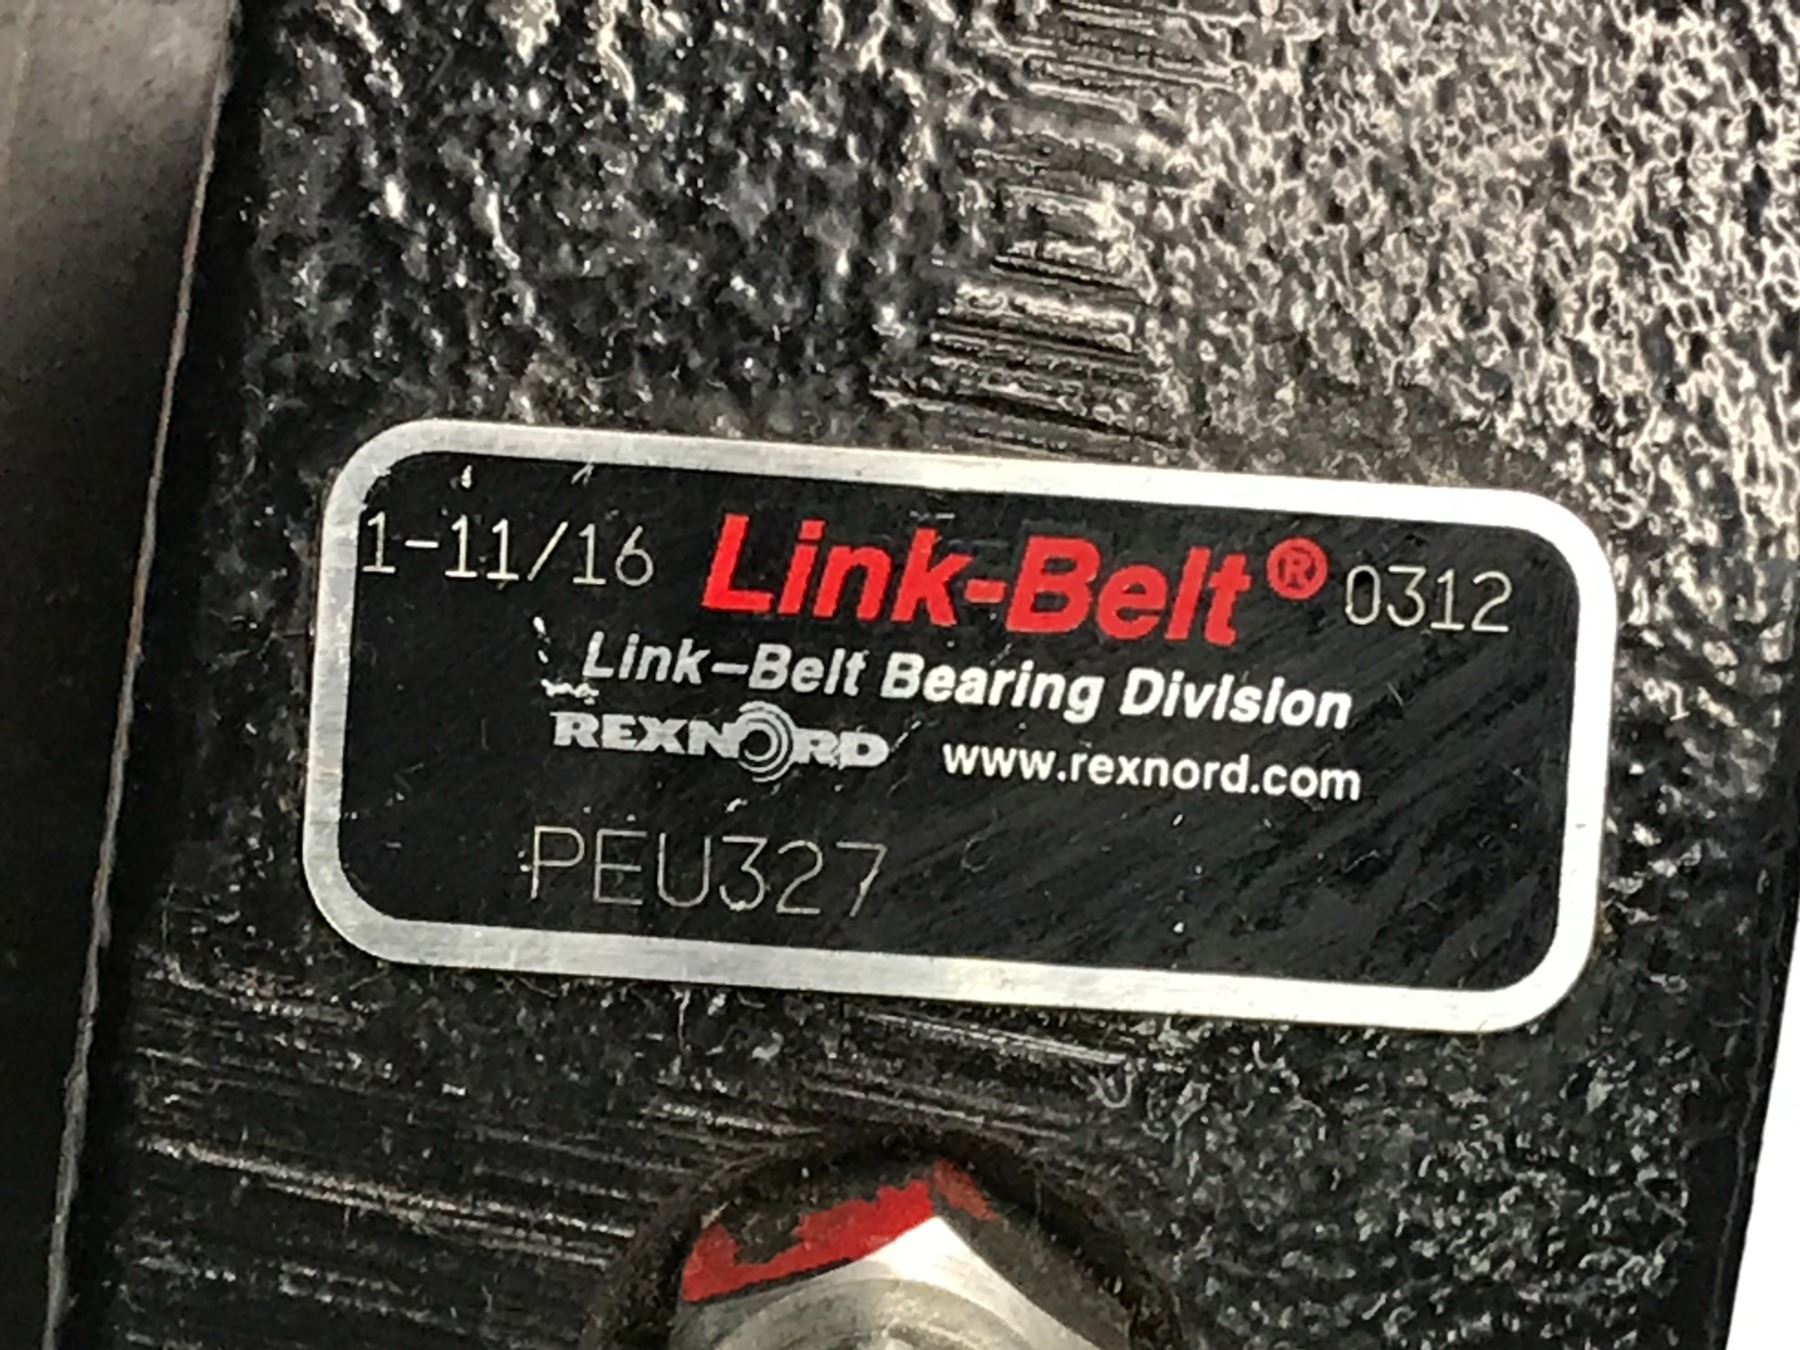 1-11/16 Link-Belt® 0312
Link-Belt Bearing Division
REXNORD www.rexnord.com
PEU327